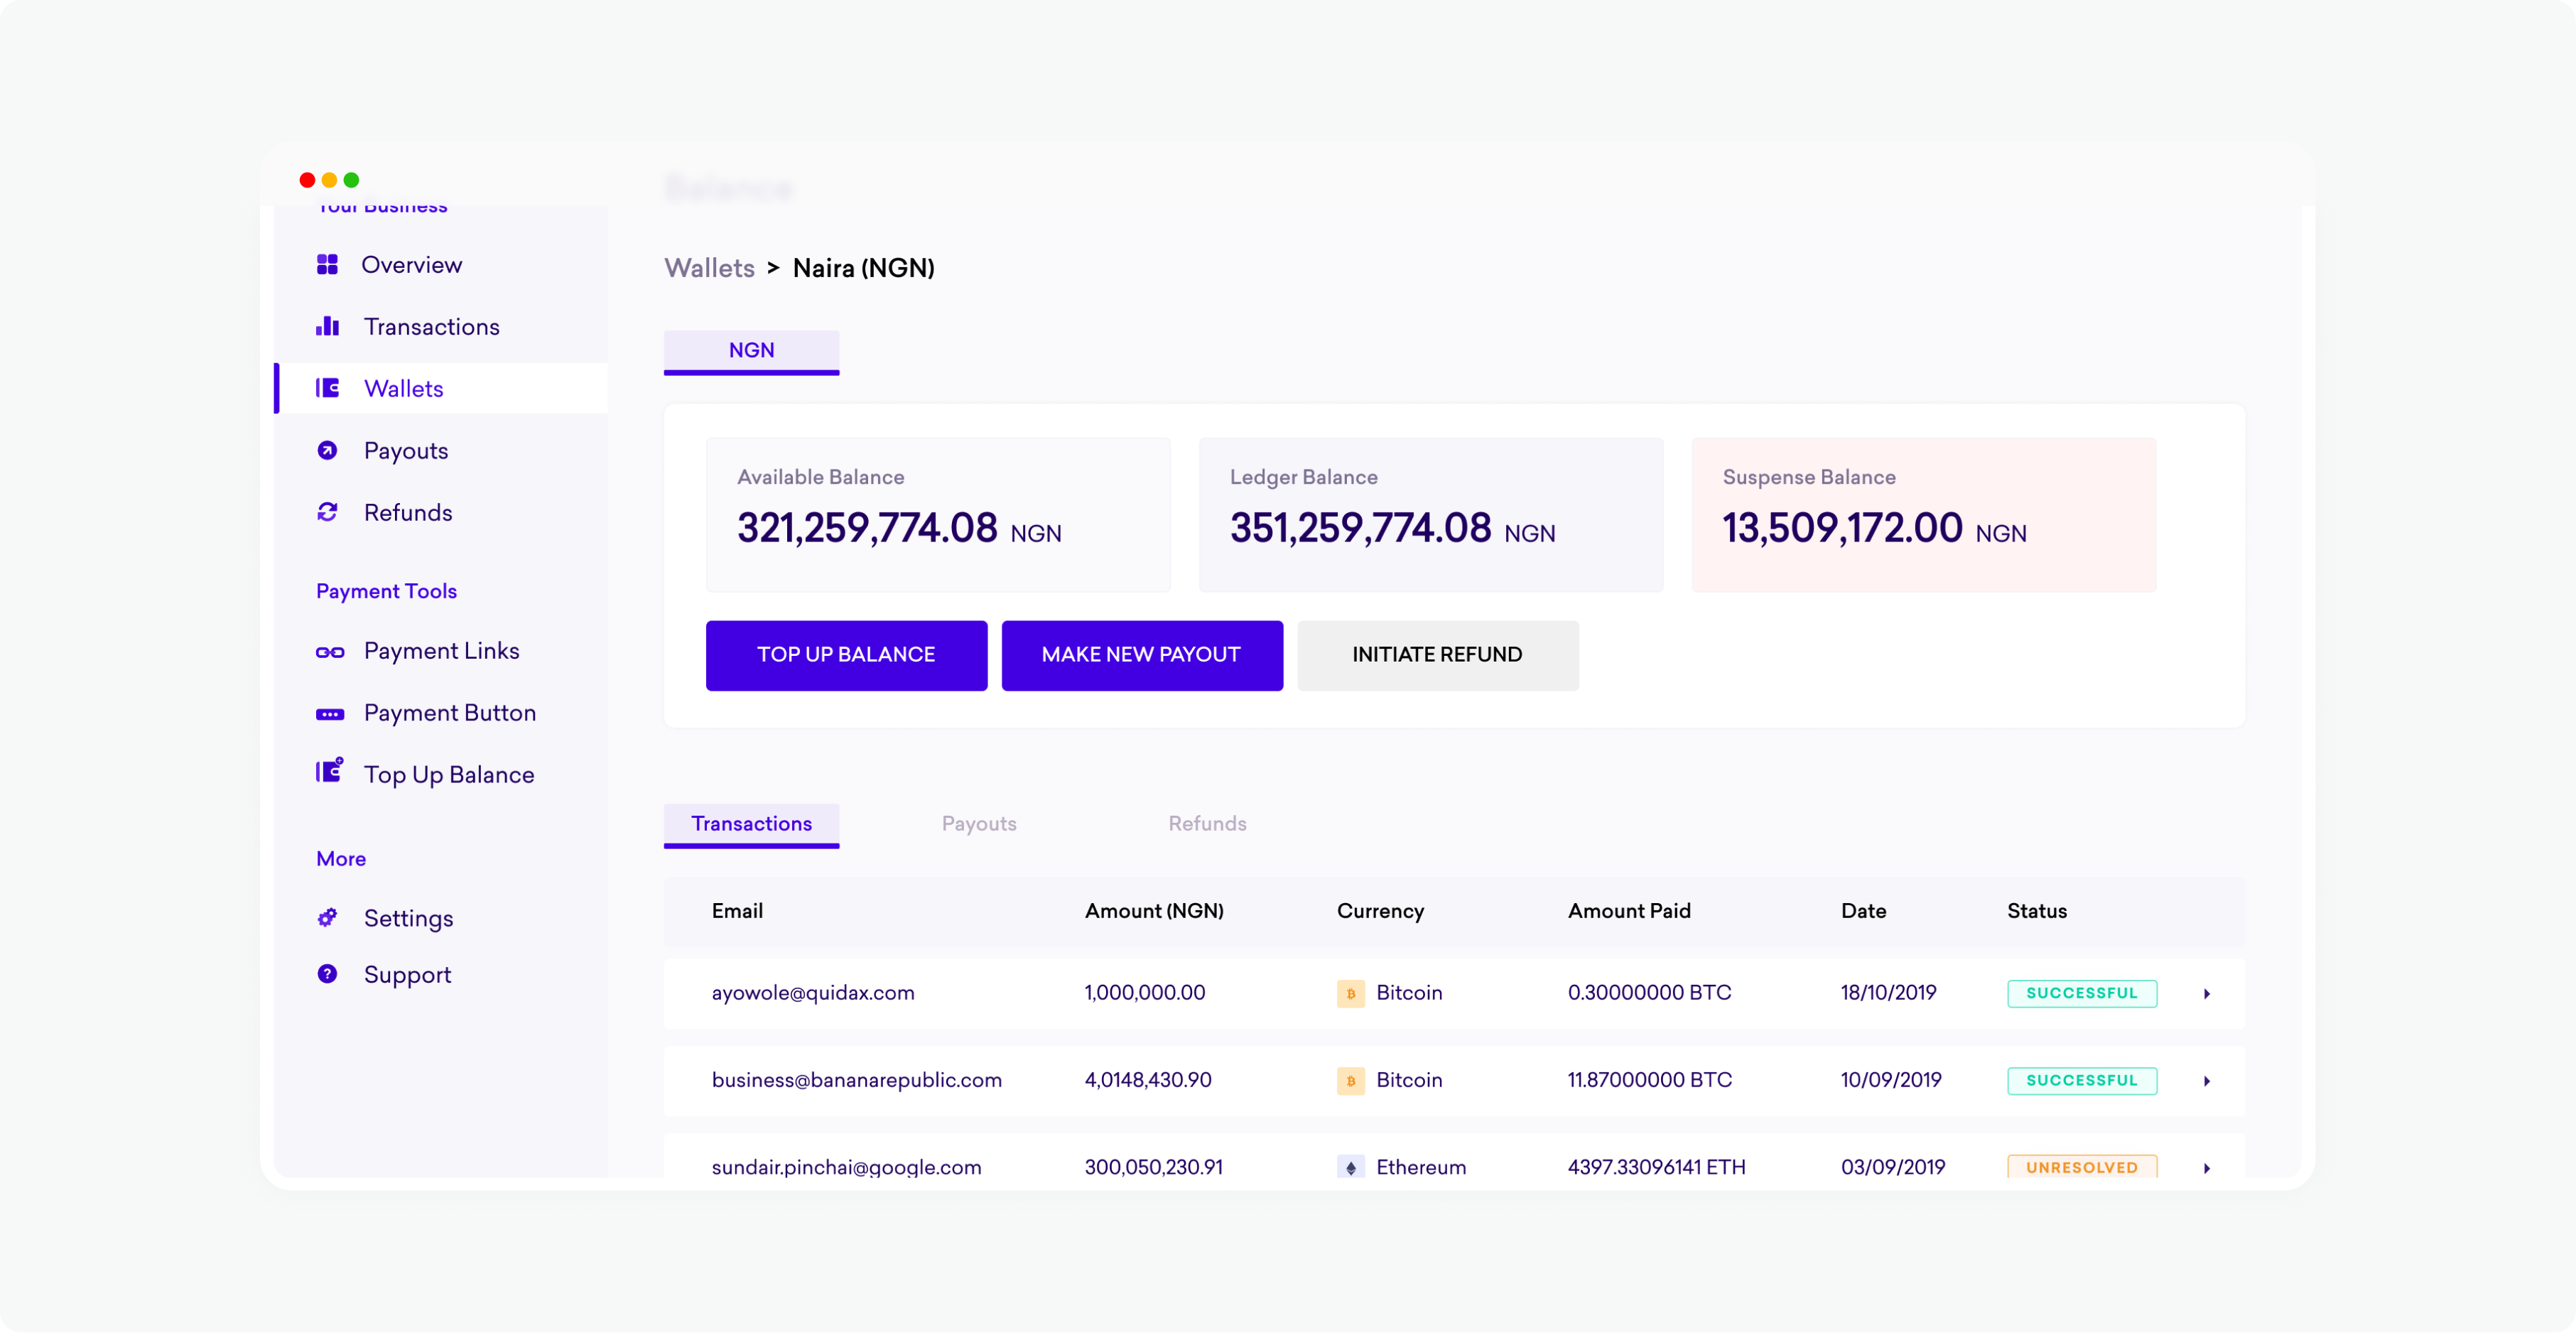 Balance
Your Business
Overview
Transactions
Wallets
Payouts
Refunds
Payment Tools
Payment Links
Payment Button
Top Up Balance
More
Settings
Support
Wallets > Naira (NGN)
NGN
Available Balance
321,259,774.08 NGN
Ledger Balance
351,259,774.08 NGN
Suspense Balance
13,509,172.00 NGN
TOP UP BALANCE
MAKE NEW PAYOUT
INITIATE REFUND
Transactions Payouts Refunds
Email Amount (NGN) Currency Amount Paid Date Status
ayowole@quidax.com 1,000,000.00 Bitcoin 0.30000000 BTC 18/10/2019 SUCCESSFUL
business@bananarepublic.com 4,0148,430.90 Bitcoin 11.87000000 BTC 10/09/2019 SUCCESSFUL
sundair.pinchai@google.com 300,050,230.91 Ethereum 4397.33096141 ETH 03/09/2019 UNRESOLVED